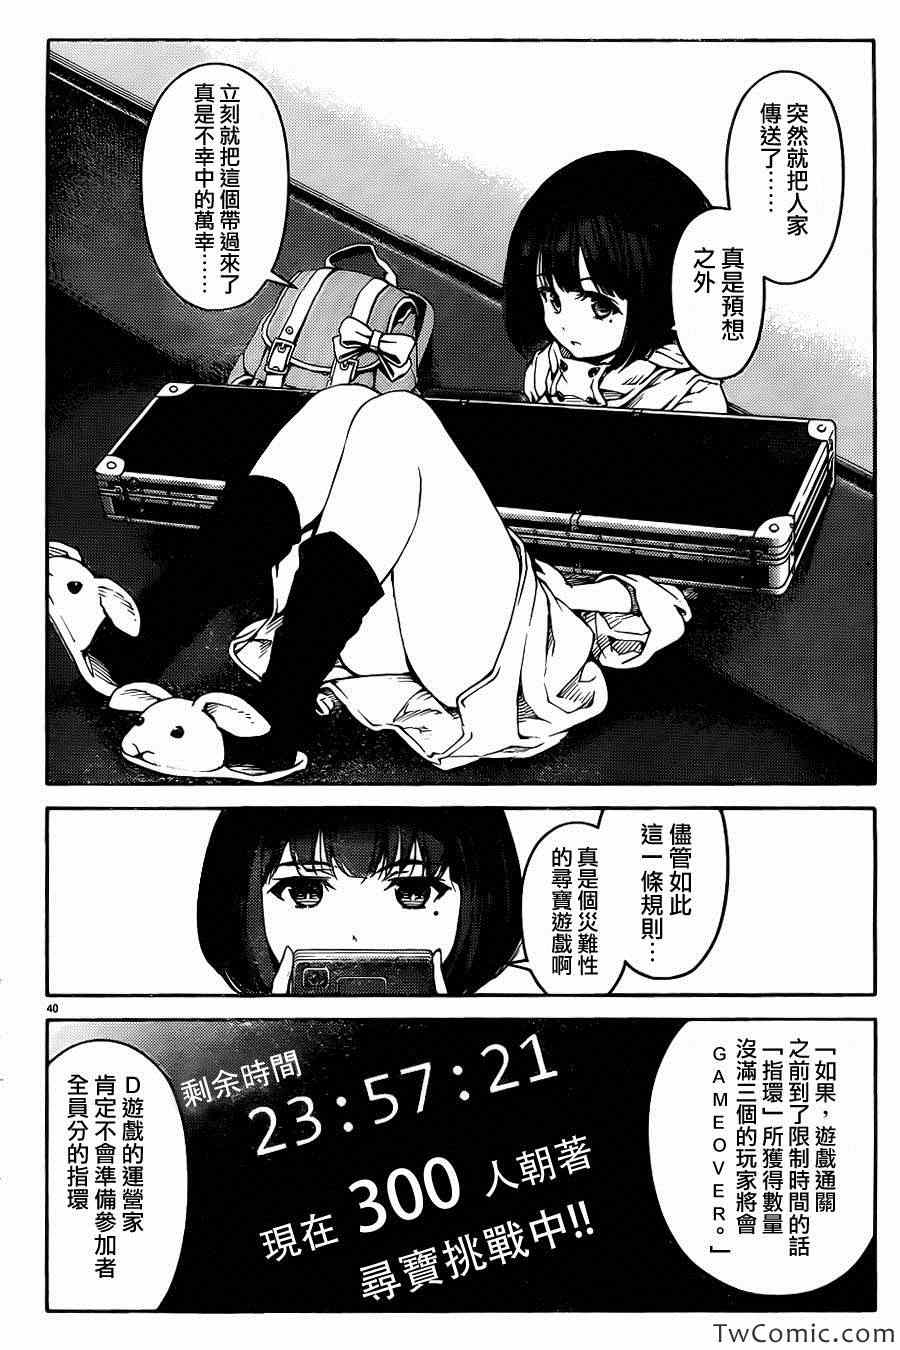 突然就把人家
傳送了……
真是預想
之外
立刻就把這個帶過來了
真是不幸中的萬幸……
儘管如此
這一條規則…
真是個災難性
的尋寶遊戲啊
40
「如果，遊戲通關
之前到了限制時間的話
「指環」所獲得數量
沒滿三個的玩家將會
GAMEOVER。」
剩余時間
23:57:21
現在 300 人朝著
尋寶挑戰中!!
D遊戲的運營家
肯定不會準備參加者
全員分的指環
TwComic.com